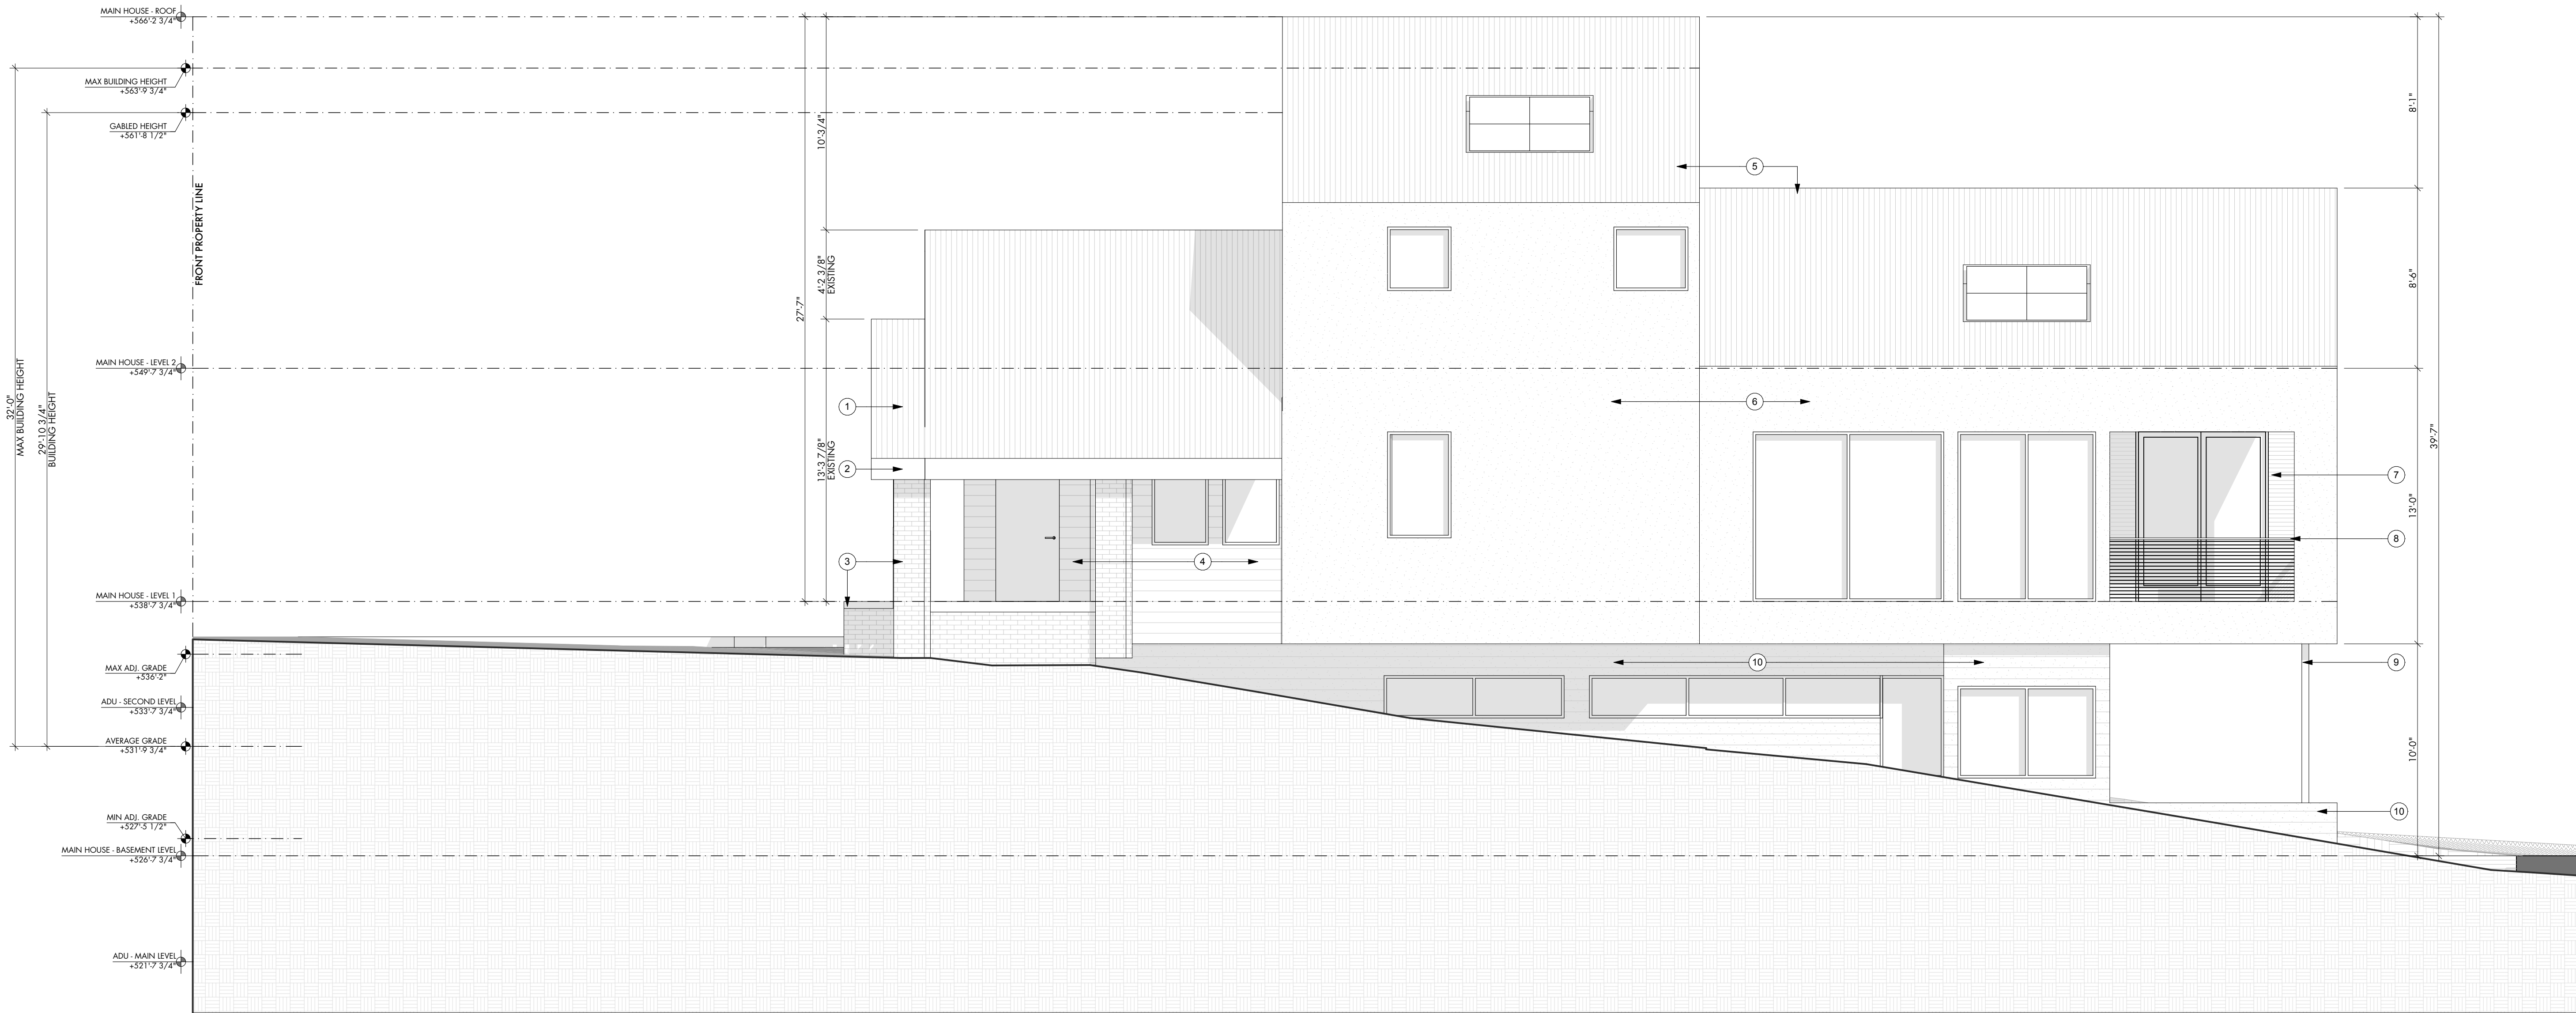 MAIN HOUSE - ROOF
+566'-2 3/4"
MAX BUILDING HEIGHT
+563'-9 3/4"
GABLED HEIGHT
+561'-8 1/2"
FRONT PROPERTY LINE
MAIN HOUSE - LEVEL 2
+549'-7 3/4"
32'-0"
MAX BUILDING HEIGHT
29'-10 3/4"
BUILDING HEIGHT
MAIN HOUSE - LEVEL 1
+538'-7 3/4"
MAX ADJ. GRADE
+536'-2"
ADU - SECOND LEVEL
+533'-7 3/4"
AVERAGE GRADE
+531'-9 3/4"
MIN ADJ. GRADE
+527'-5 1/2"
MAIN HOUSE - BASEMENT LEVEL
+526'-7 3/4"
ADU - MAIN LEVEL
+521'-7 3/4"
27'-7"
10'-3/4"
4'-2 3/8"
EXISTING
13'-3 7/8"
EXISTING
1
2
3
4
5
6
7
8
9
10
10
8'-1"
8'-6"
13'-0"
10'-0"
39'-7"